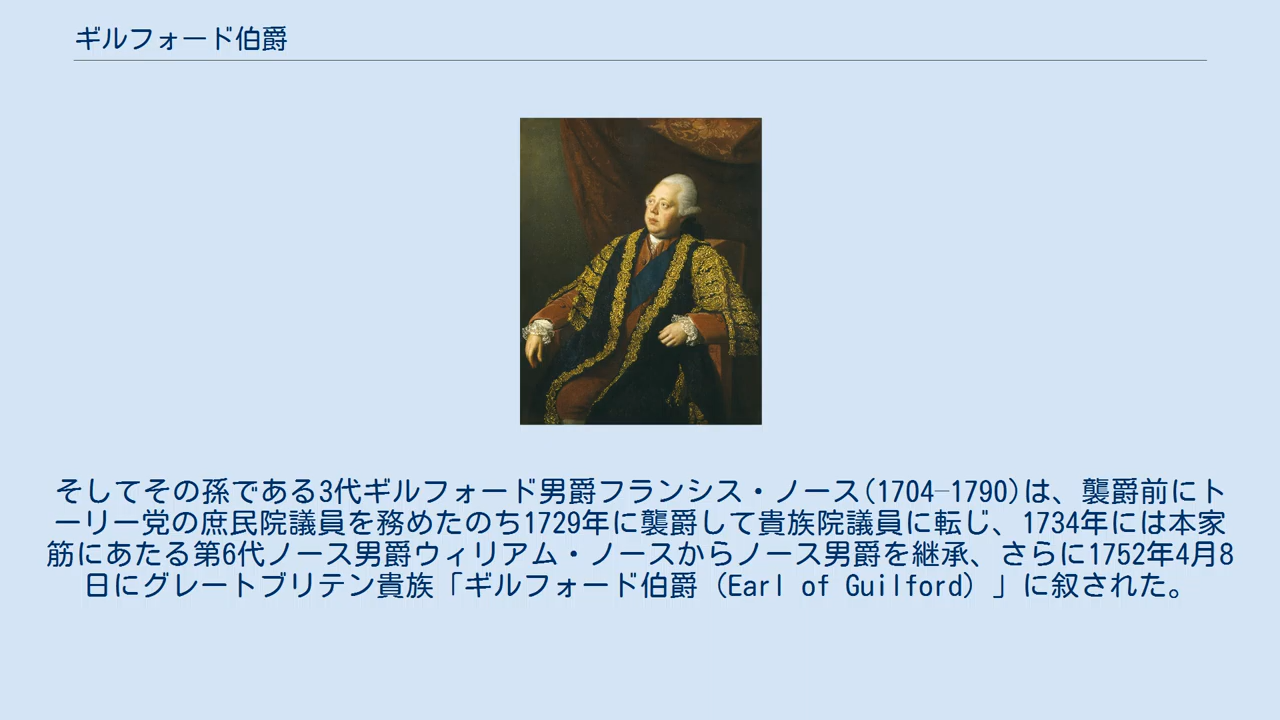 ギルフォード伯爵
そしてその孫である3代ギルフォード男爵フランシス・ノース(1704–1790)は、襲爵前にト
ーリー党の庶民院議員を務めたのち1729年に襲爵して貴族院議員に転じ、1734年には本家
筋にあたる第6代ノース男爵ウィリアム・ノースからノース男爵を継承、さらに1752年4月8
日にグレートブリテン貴族「ギルフォード伯爵（Earl of Guilford）」に叙された。